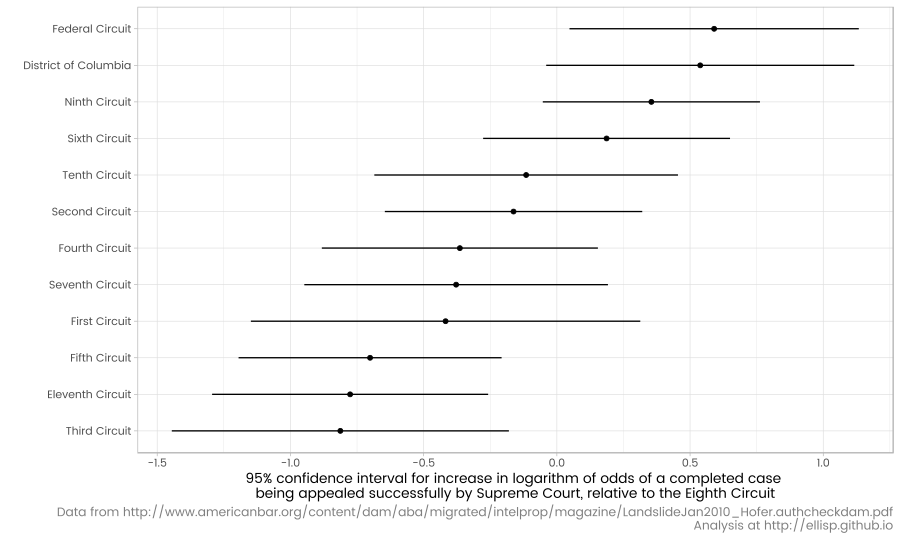 Federal Circuit
District of Columbia
Ninth Circuit
Sixth Circuit
Tenth Circuit
Second Circuit
Fourth Circuit
Seventh Circuit
First Circuit
Fifth Circuit
Eleventh Circuit
Third Circuit
-1.5 -1.0 -0.5 0.0 0.5 1.0
95% confidence interval for increase in logarithm of odds of a completed case
being appealed successfully by Supreme Court, relative to the Eighth Circuit
Data from http://www.americanbar.org/content/dam/aba/migrated/intelprop/magazine/LandslideJan2010_Hofer.authcheckdam.pdf
Analysis at http://ellisp.github.io